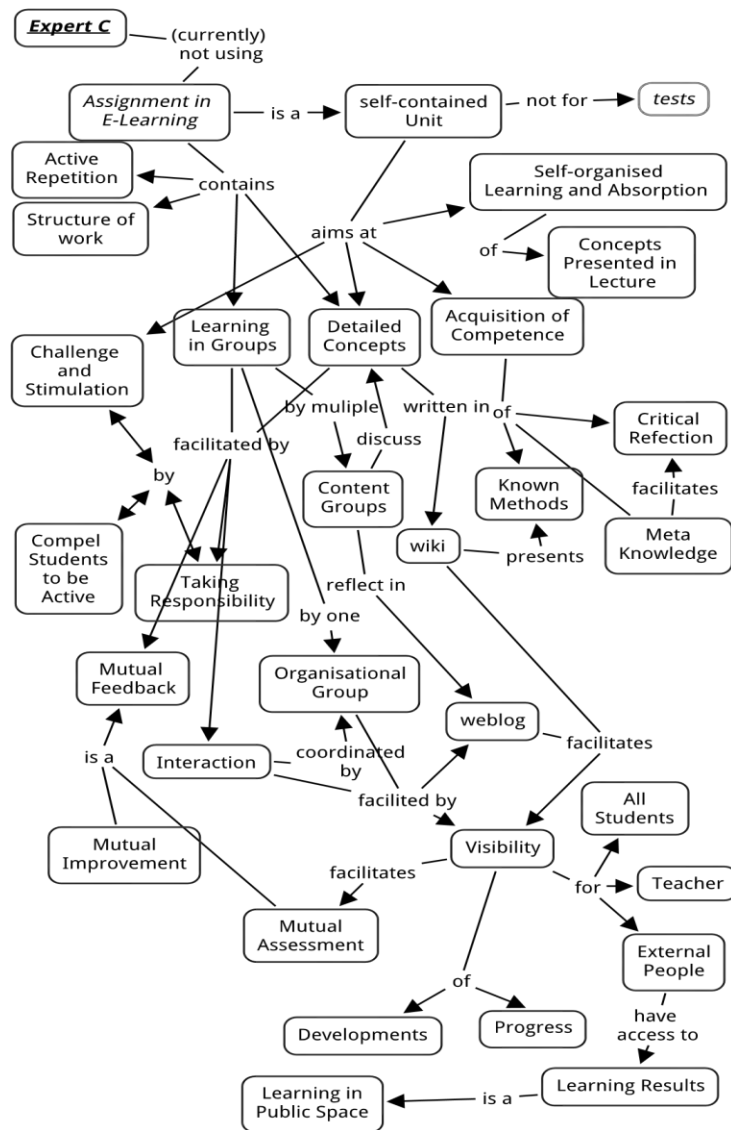 Expert C
(currently)
not using
Assignment in
E-Learning
is a
self-contained
Unit
not for
tests
Active
Repetition
contains
Structure of
work
aims at
Self-organised
Learning and Absorption
of
Concepts
Presented in
Lecture
Learning
in Groups
Detailed
Concepts
Acquisition of
Competence
Challenge
and
Stimulation
by muliple
written in
of
Critical
Refection
facilitated by
discuss
by
Content
Groups
Known
Methods
facilitates
Meta
Knowledge
Compel
Students
to be
Active
Taking
Responsibility
wiki
presents
reflect in
by one
Mutual
Feedback
Organisational
Group
weblog
facilitates
is a
Interaction
coordinated
by
facilited by
All
Students
Mutual
Improvement
Visibility
facilitates
for
Teacher
Mutual
Assessment
External
People
of
have
access to
Developments
Progress
Learning in
Public Space
is a
Learning Results